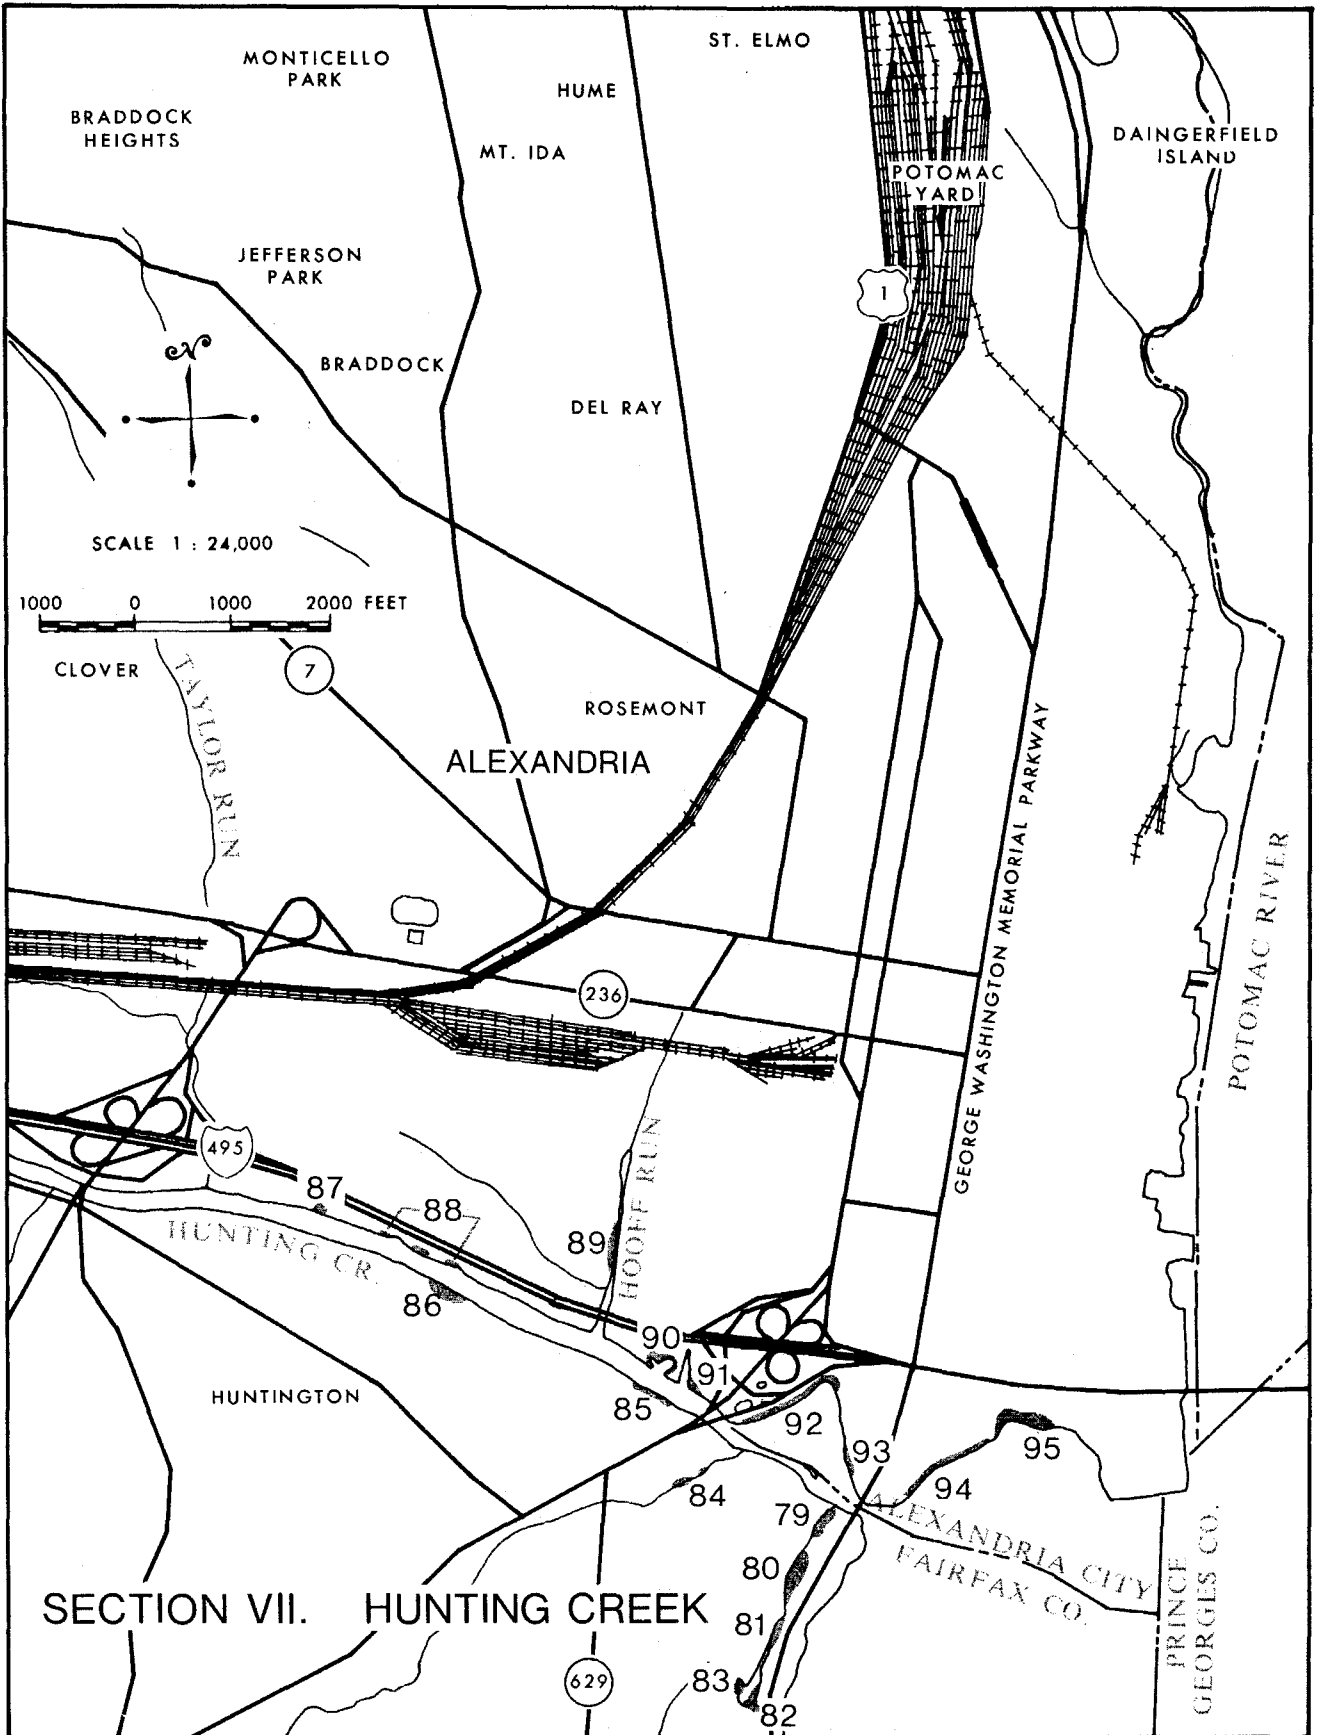 ST. ELMO
MONTICELLO
PARK
HUME
BRADDOCK
HEIGHTS
DAINGERFIELD
ISLAND
MT. IDA
POTOMAC
YARD
JEFFERSON
PARK
1
N
BRADDOCK
DEL RAY
SCALE 1 : 24,000
1000 0 1000 2000 FEET
CLOVER
7
TAYLOR RUN
ROSEMONT
ALEXANDRIA
GEORGE WASHINGTON MEMORIAL PARKWAY
POTOMAC RIVER
236
495
HOOFF RUN
87
88
HUNTING CR.
89
86
90
91
HUNTINGTON
85
92
93
95
94
84
79
ALEXANDRIA CITY
FAIRFAX CO.
80
SECTION VII. HUNTING CREEK
81
PRINCE
GEORGES CO.
83
629
82